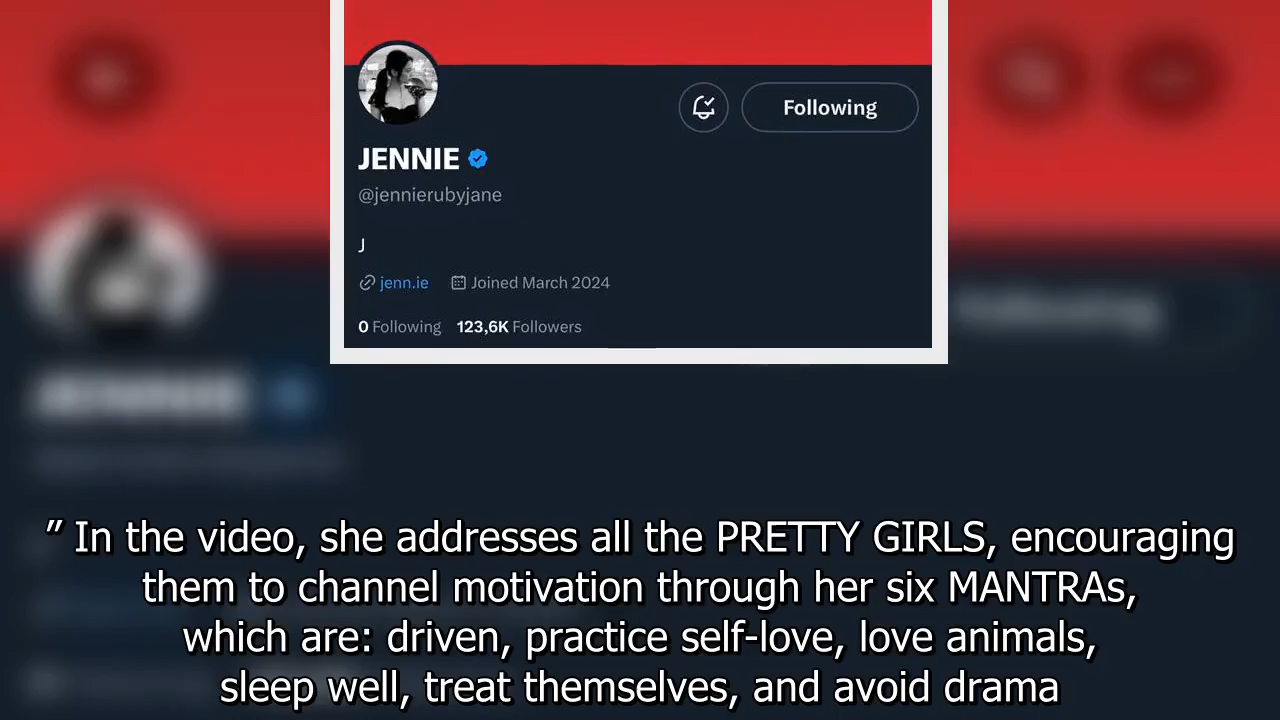 Following
JENNIE
@jennierubyjane
J
jenn.ie Joined March 2024
0 Following 123,6K Followers
” In the video, she addresses all the PRETTY GIRLS, encouraging
them to channel motivation through her six MANTRAs,
which are: driven, practice self-love, love animals,
sleep well, treat themselves, and avoid drama